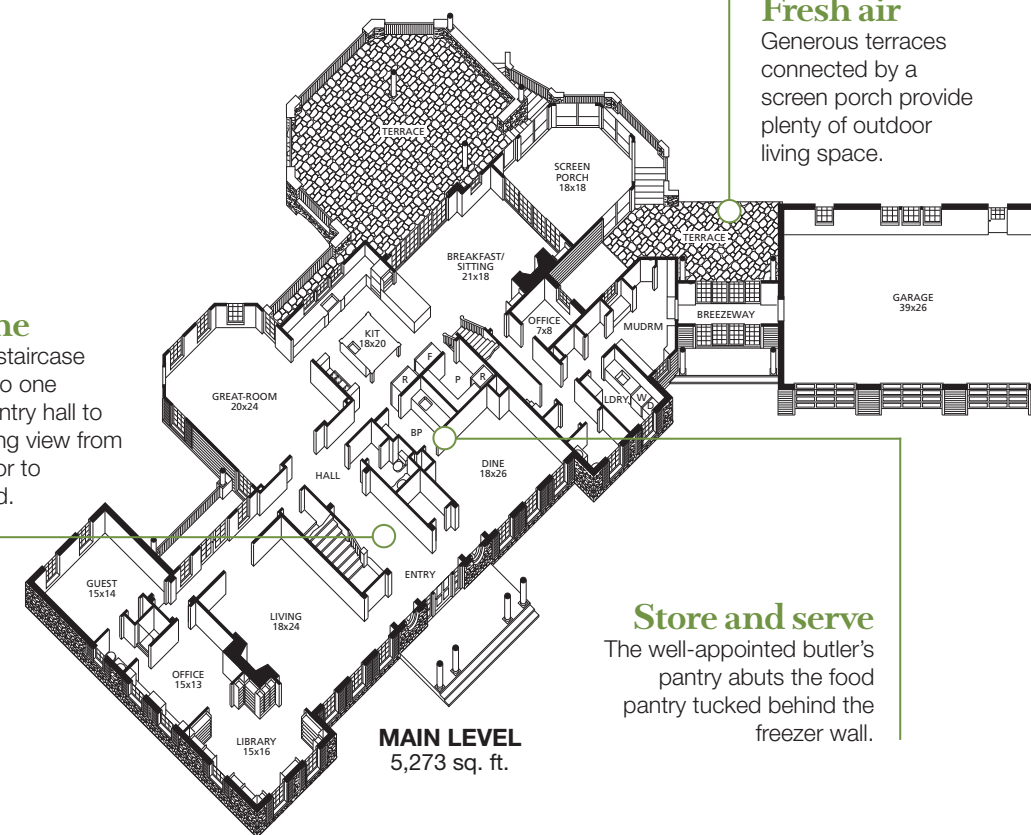 Fresh air
Generous terraces
connected by a
screen porch provide
plenty of outdoor
living space.
TERRACE
SCREEN
PORCH
18x18
TERRACE
BREAKFAST/
SITTING
21x18
GARAGE
39x26
BREEZEWAY
OFFICE
7x8
MUDRM
KIT
18x20
F
R
P
R
GREAT-ROOM
20x24
LDRY
W
D
BP
DINE
18x26
HALL
staircase
one
entry hall to
view from
to
ENTRY
GUEST
15x14
LIVING
18x24
OFFICE
15x13
LIBRARY
15x16
Store and serve
The well-appointed butler's
pantry abuts the food
pantry tucked behind the
freezer wall.
MAIN LEVEL
5,273 sq. ft.